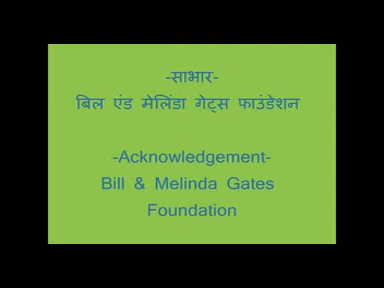 -साभार-
बिल एंड मेलिंडा गेट्स फाउंडेशन
-Acknowledgement-
Bill & Melinda Gates
Foundation